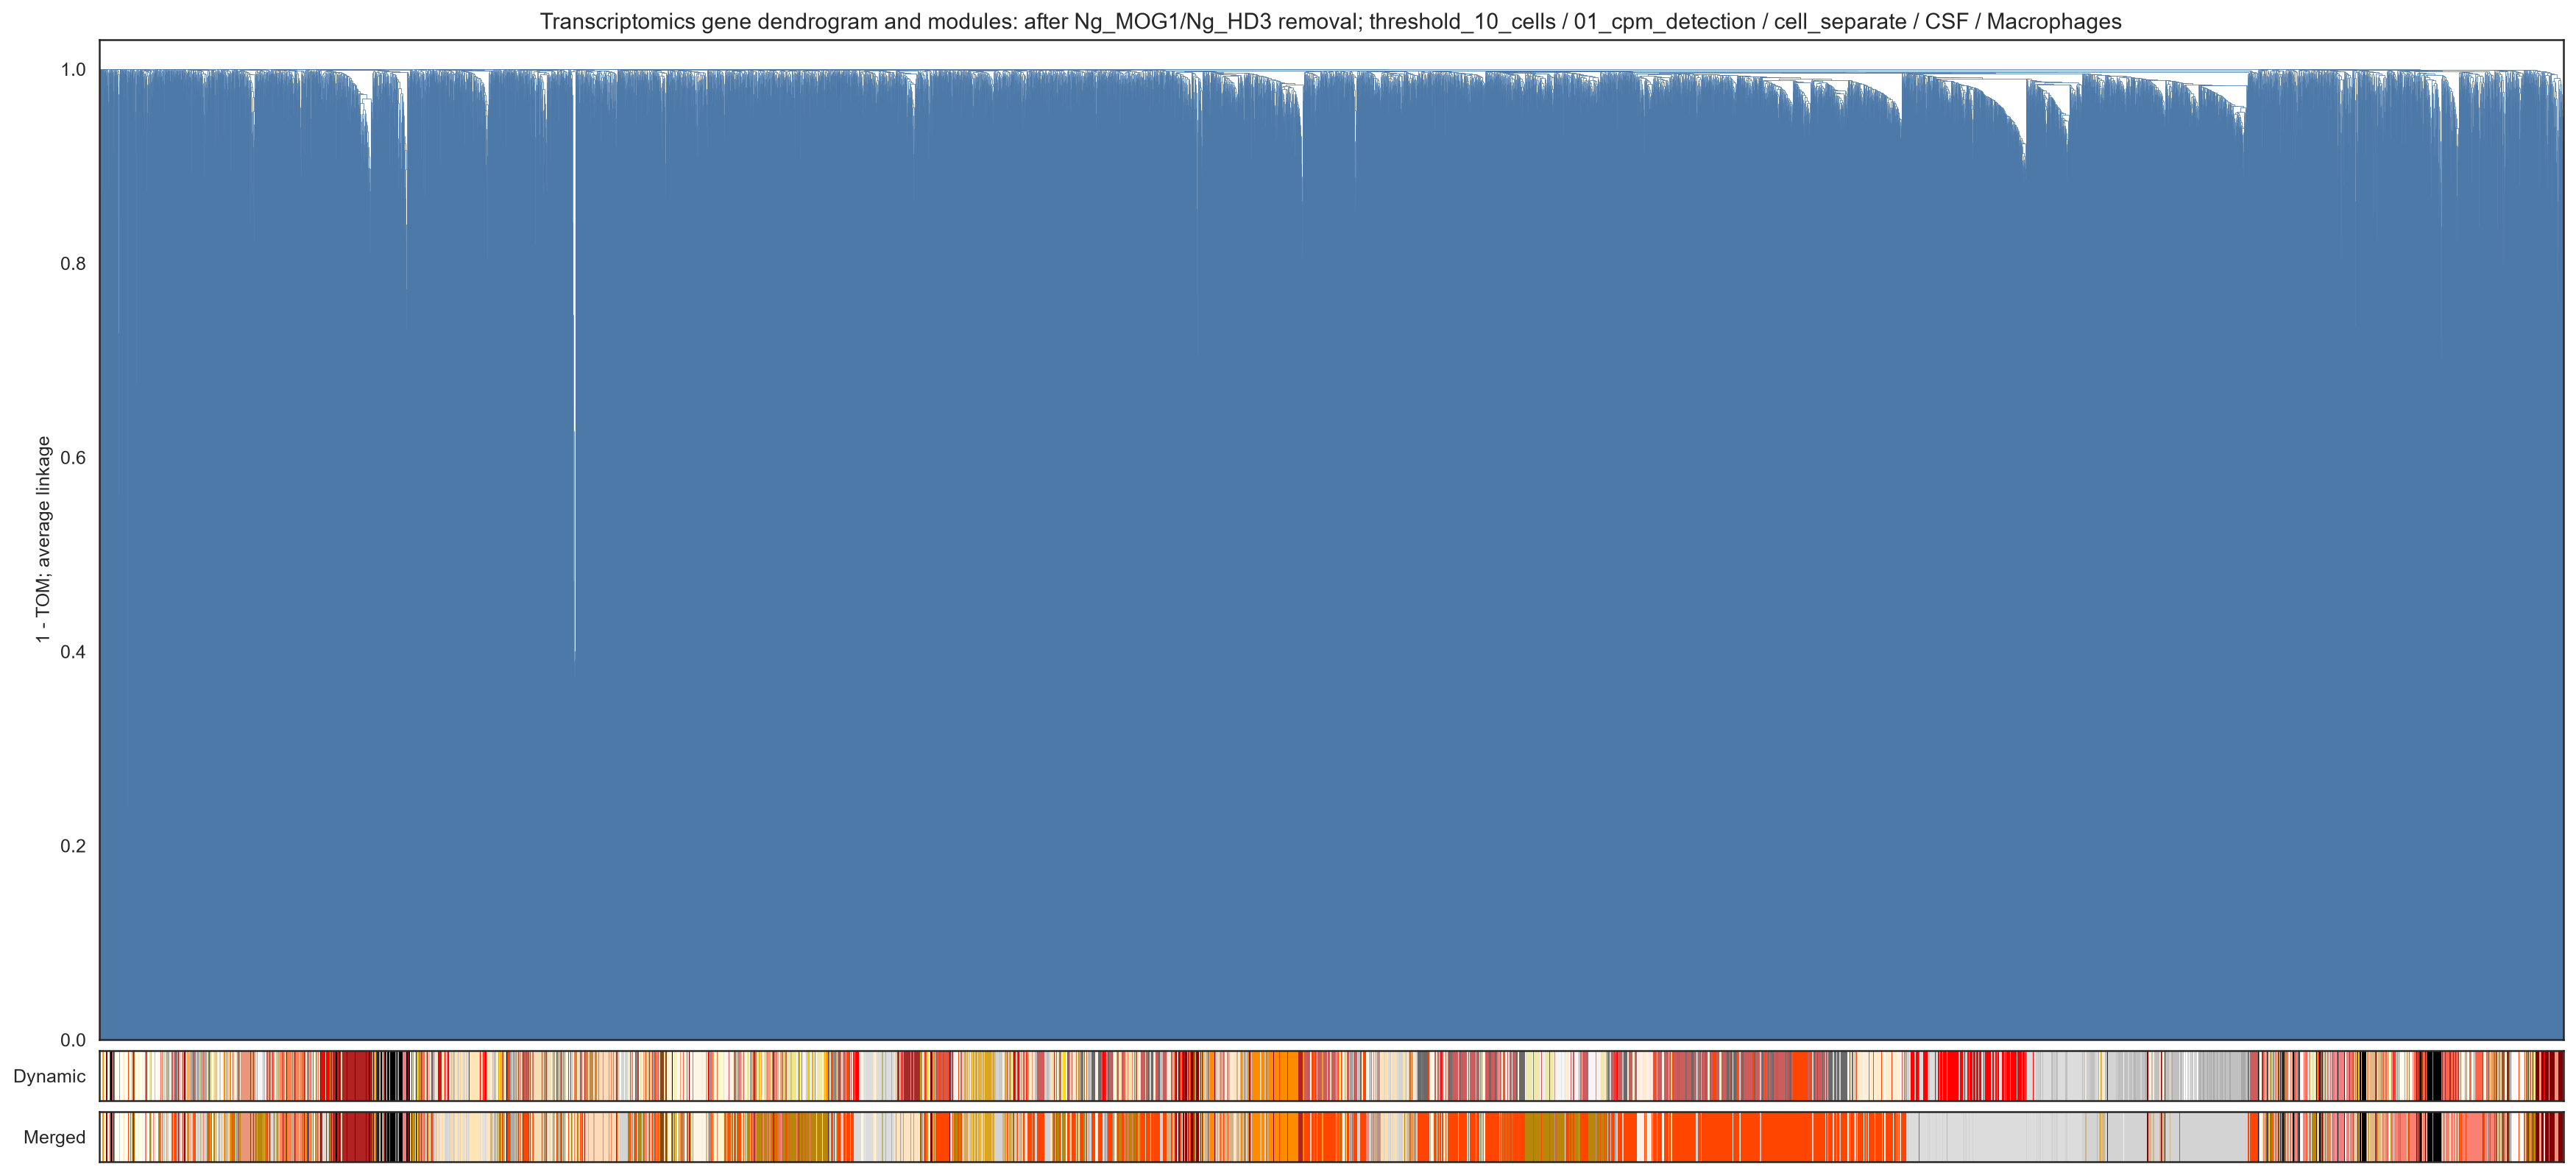 Transcriptomics gene dendrogram and modules: after Ng_MOG1/Ng_HD3 removal; threshold_10_cells / 01_cpm_detection / cell_separate / CSF / Macrophages
1.0
0.8
0.6
0.4
0.2
0.0
1 - TOM; average linkage
Dynamic
Merged